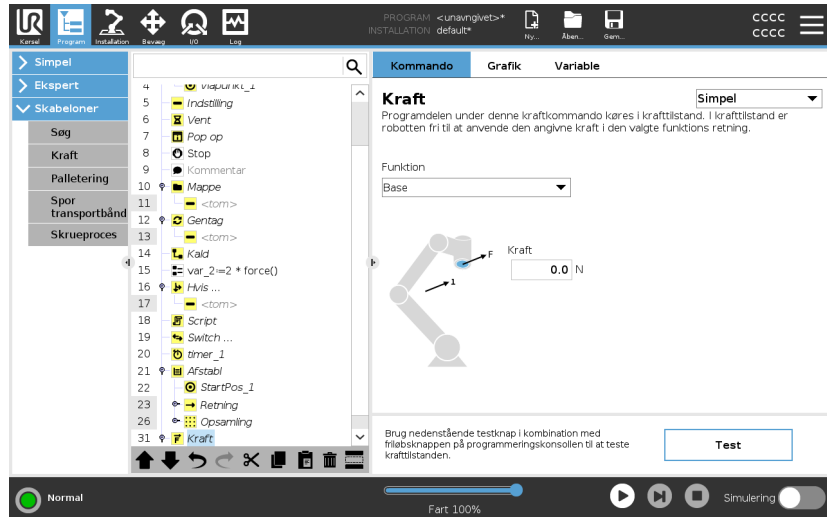 UR
Kørsel
Program
Installation
Bevæg
I/O
Log
PROGRAM <unavngivet>*
INSTALLATION default*
Ny...
Åben...
Gem...
CCCC
CCCC
Simpel
Ekspert
Skabeloner
Søg
Kraft
Palletering
Spor
transportbånd
Skrueproces
4 Viapunkt_1
5 Indstilling
6 Vent
7 Pop op
8 Stop
9 Kommentar
10 Mappe
11 <tom>
12 Gentag
13 <tom>
14 Kald
15 var_2≔2 * force()
16 Hvis ...
17 <tom>
18 Script
19 Switch ...
20 timer_1
21 Afstabl
22 StartPos_1
23 Retning
26 Opsamling
31 Kraft
Kommando
Grafik
Variable
Kraft
Simpel
Programdelen under denne kraftkommando køres i krafttilstand. I krafttilstand er
robotten fri til at anvende den angivne kraft i den valgte funktions retning.
Funktion
Base
F
1
Kraft
0.0 N
Brug nedenstående testknap i kombination med
friløbsknappen på programmeringskonsollen til at teste
krafttilstanden.
Test
Normal
Fart 100%
Simulering